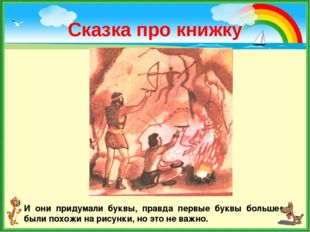 Сказка про книжку
И они придумали буквы, правда первые буквы больше
были похожи на рисунки, но это не важно.